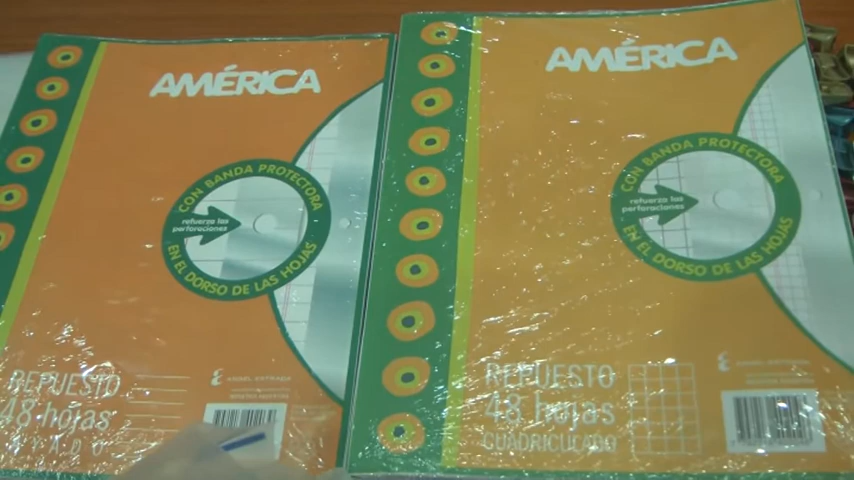 AMÉRICA
CON BANDA PROTECTORA
refuerza las
perforaciones
EN EL DORSO DE LAS HOJAS
REPUESTO
48 hojas
RAYADO
AMÉRICA
CON BANDA PROTECTORA
refuerza las
perforaciones
EN EL DORSO DE LAS HOJAS
REPUESTO
48 hojas
CUADRICULADO